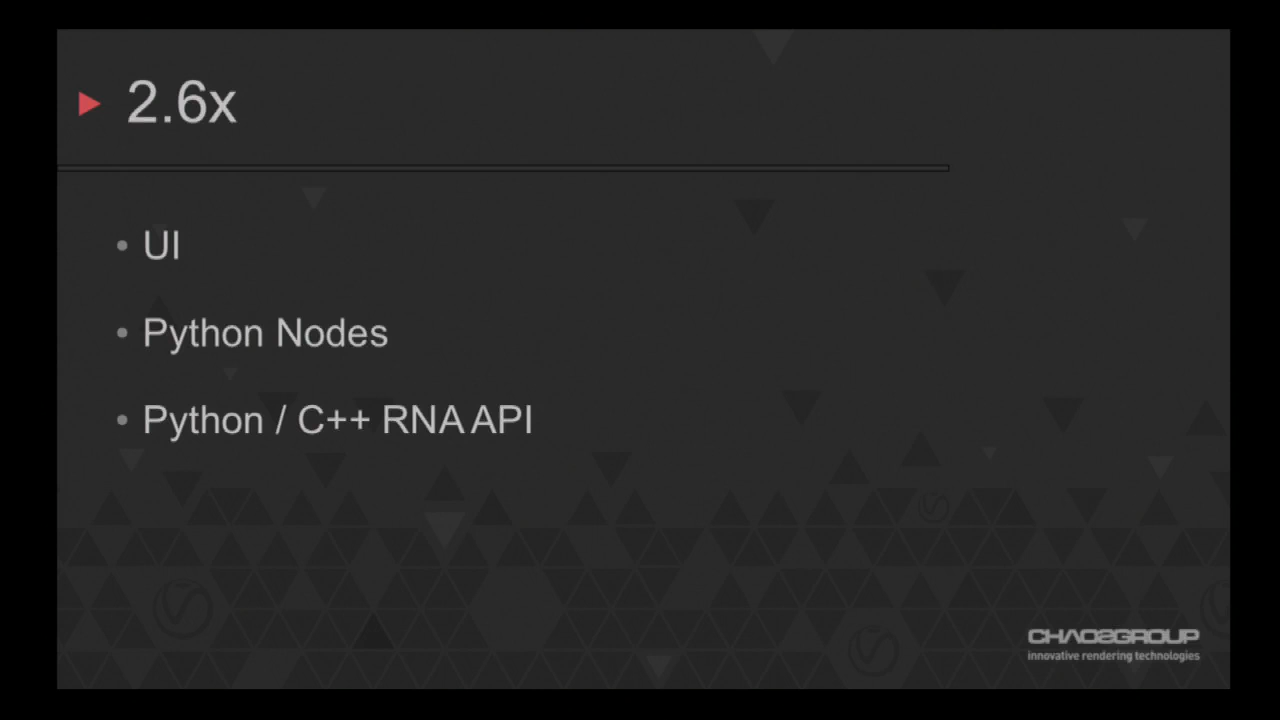 2.6x
• UI
• Python Nodes
• Python / C++ RNA API
CHAOSGROUP
innovative rendering technologies